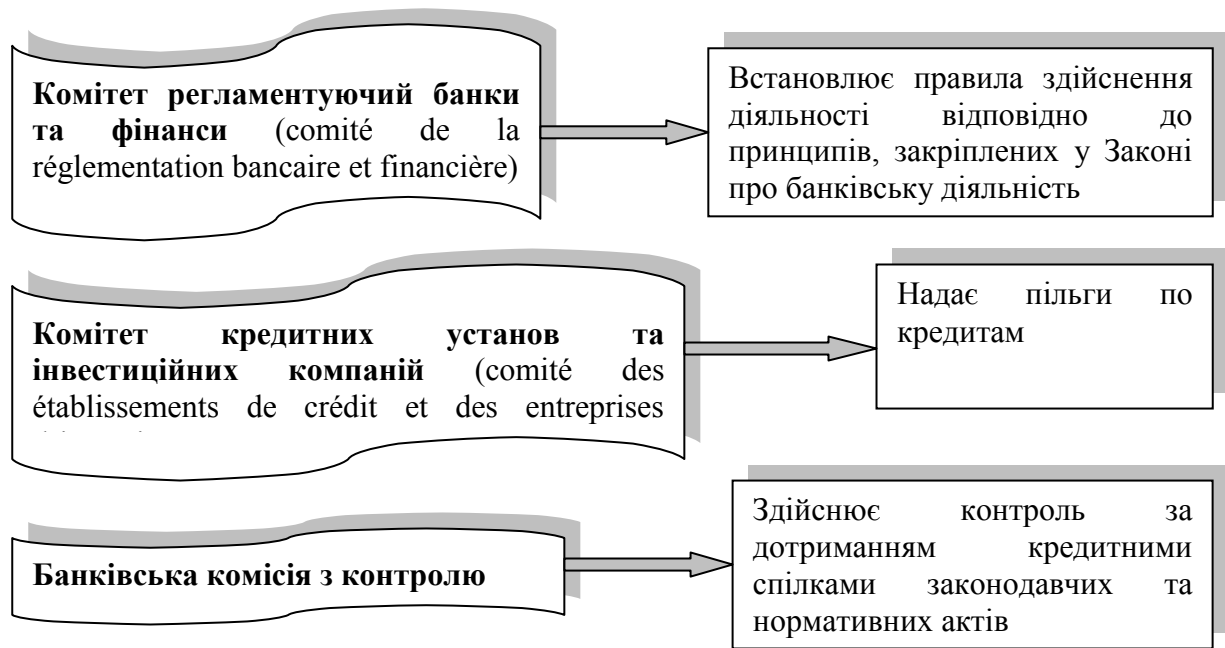 Комітет регламентуючий банки
та фінанси (comité de la
réglementation bancaire et financière)
Встановлює правила здійснення
діяльності відповідно до
принципів, закріплених у Законі
про банківську діяльність
Комітет кредитних установ та
інвестиційних компаній (comité des
établissements de crédit et des entreprises
Надає пільги по
кредитам
Банківська комісія з контролю
Здійснює контроль за
дотриманням кредитними
спілками законодавчих та
нормативних актів